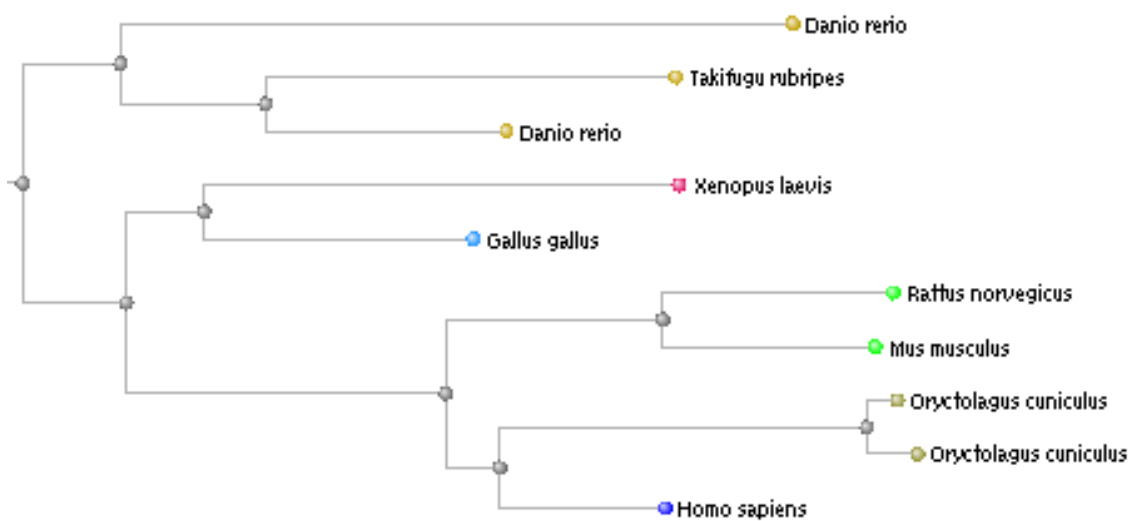 Danio rerio
Takifugu rubripes
Danio rerio
Xenopus laevis
Gallus gallus
Rattus norvegicus
Mus musculus
Oryctolagus cuniculus
Oryctolagus cuniculus
Homo sapiens